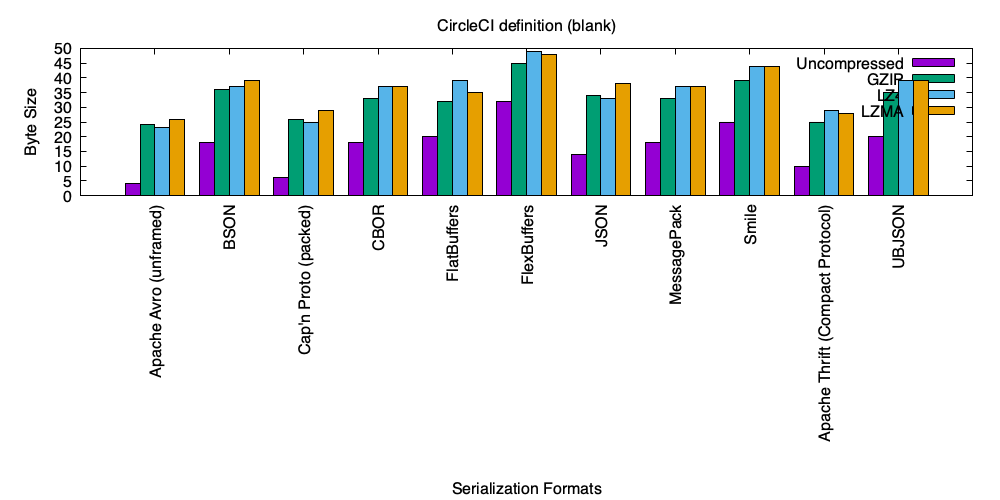 CircleCI definition (blank)
Byte Size
50
45
40
35
30
25
20
15
10
5
0
Uncompressed
GZIP
LZ4
LZMA
Apache Avro (unframed)
BSON
Cap'n Proto (packed)
CBOR
FlatBuffers
FlexBuffers
JSON
MessagePack
Smile
Apache Thrift (Compact Protocol)
UBJSON
Serialization Formats